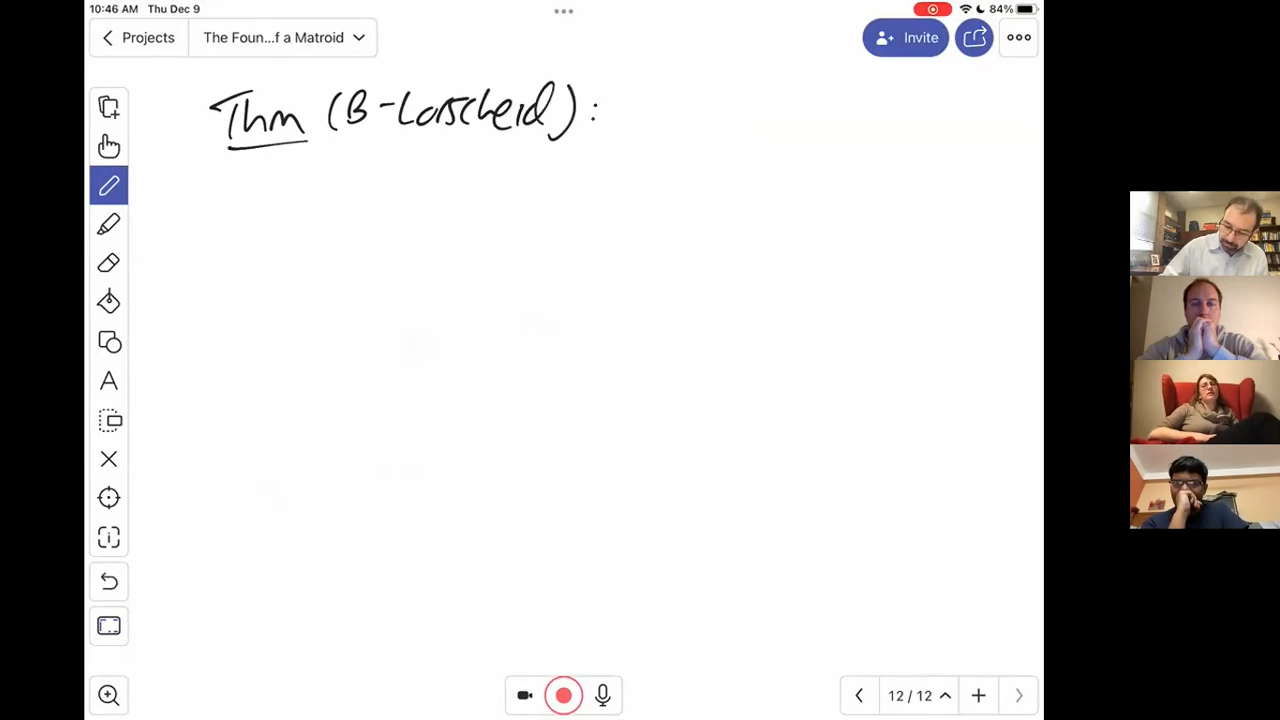 10:46 AM Thu Dec 9
84%
Projects
The Foun...f a Matroid
Invite
Thm (B-Lorscheid):
A
12 / 12